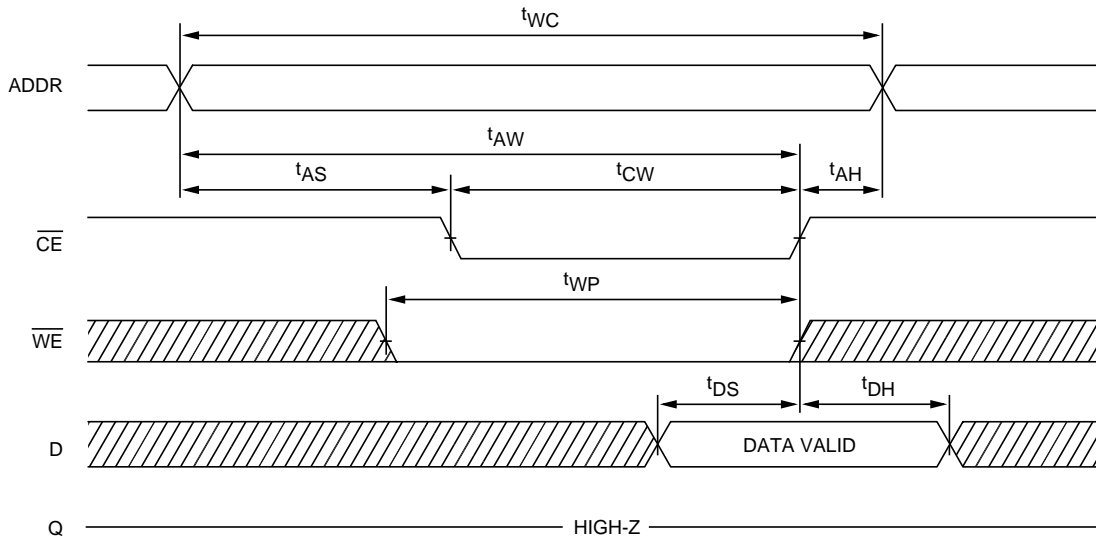 tWC
ADDR
tAW
tAS
tCW
tAH
CE
tWP
WE
tDS
tDH
D
DATA VALID
Q
HIGH-Z